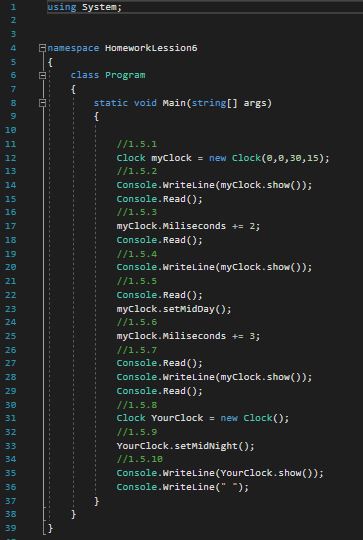 1 using System;
2
3
4 namespace HomeworkLession6
5 {
6 class Program
7 {
8 static void Main(string[] args)
9 {
10
11 //1.5.1
12 Clock myClock = new Clock(0,0,30,15);
13 //1.5.2
14 Console.WriteLine(myClock.show());
15 Console.Read();
16 //1.5.3
17 myClock.Miliseconds += 2;
18 Console.Read();
19 //1.5.4
20 Console.WriteLine(myClock.show());
21 //1.5.5
22 Console.Read();
23 myClock.setMidDay();
24 //1.5.6
25 myClock.Miliseconds += 3;
26 //1.5.7
27 Console.Read();
28 Console.WriteLine(myClock.show());
29 Console.Read();
30 //1.5.8
31 Clock YourClock = new Clock();
32 //1.5.9
33 YourClock.setMidNight();
34 //1.5.10
35 Console.WriteLine(YourClock.show());
36 Console.WriteLine(" ");
37 }
38 }
39 }